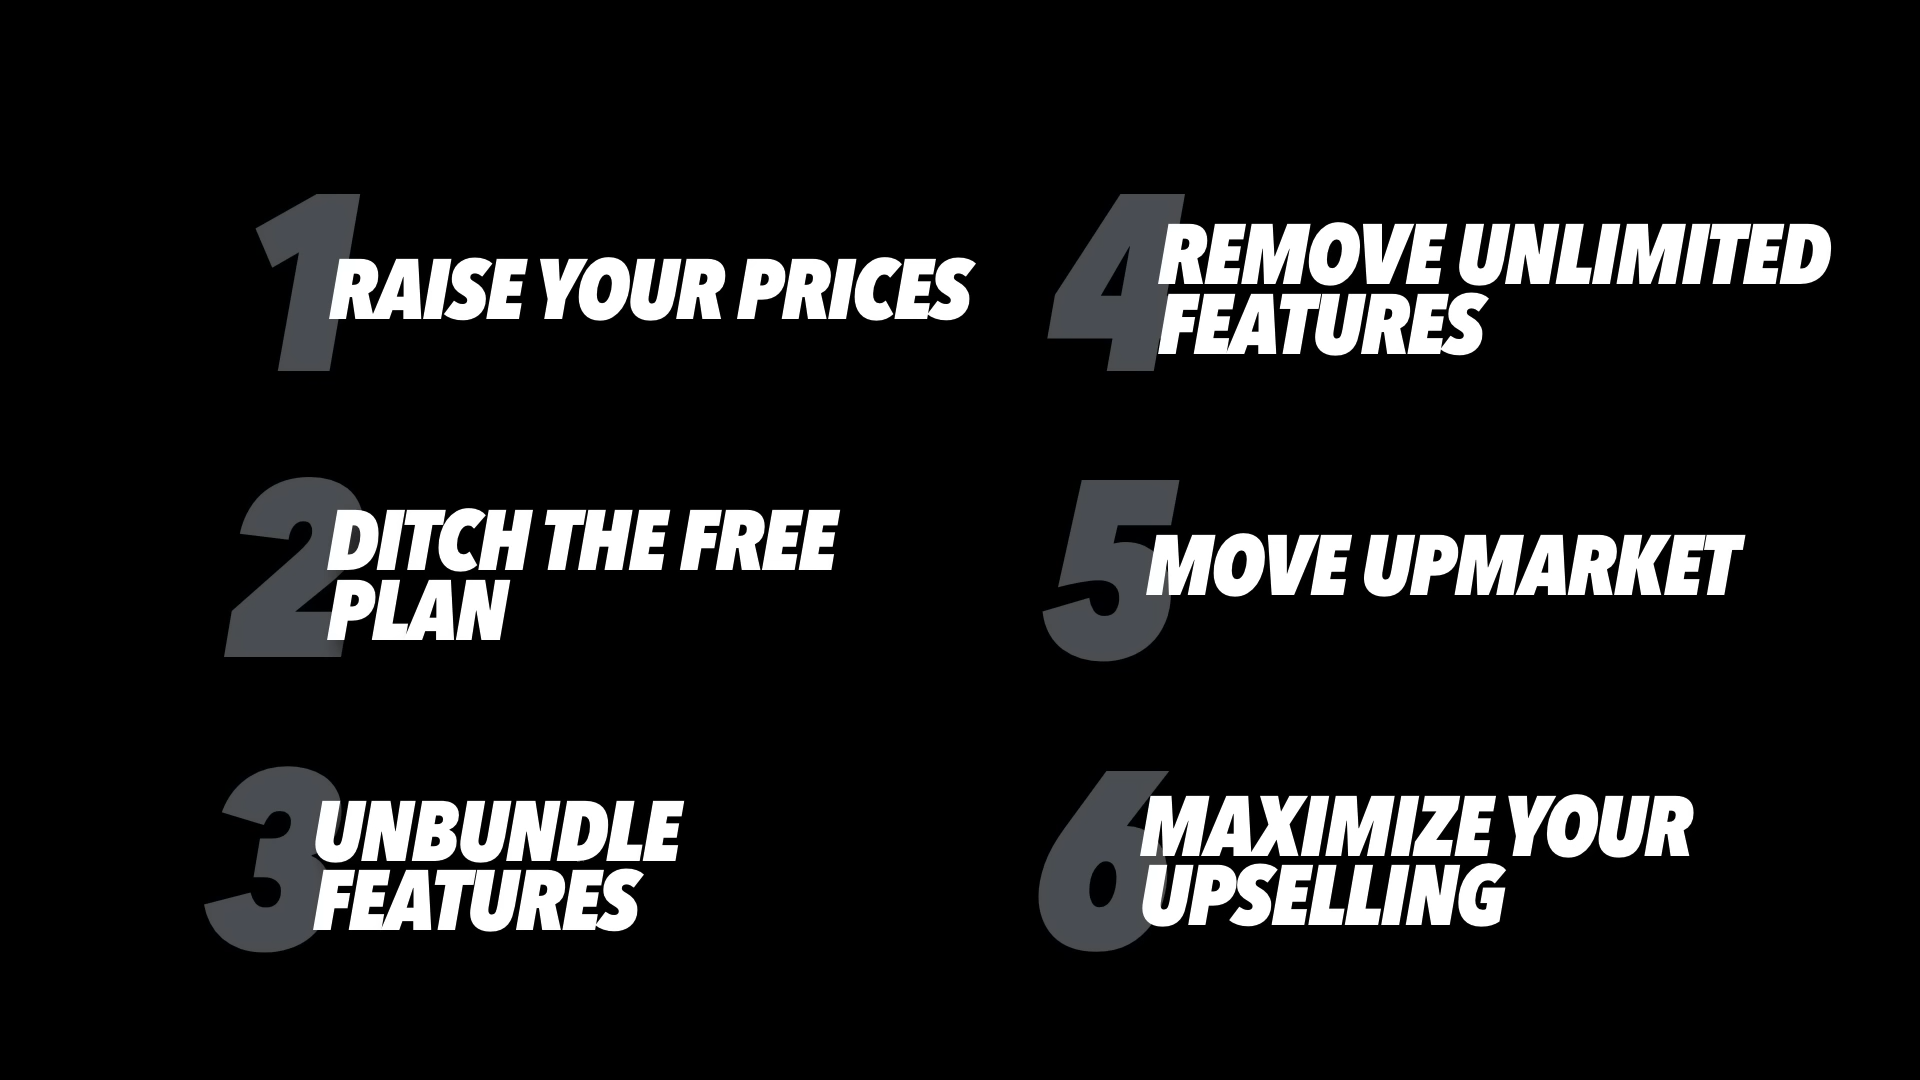 1
RAISE YOUR PRICES
2
DITCH THE FREE
PLAN
3
UNBUNDLE
FEATURES
4
REMOVE UNLIMITED
FEATURES
5
MOVE UPMARKET
6
MAXIMIZE YOUR
UPSELLING